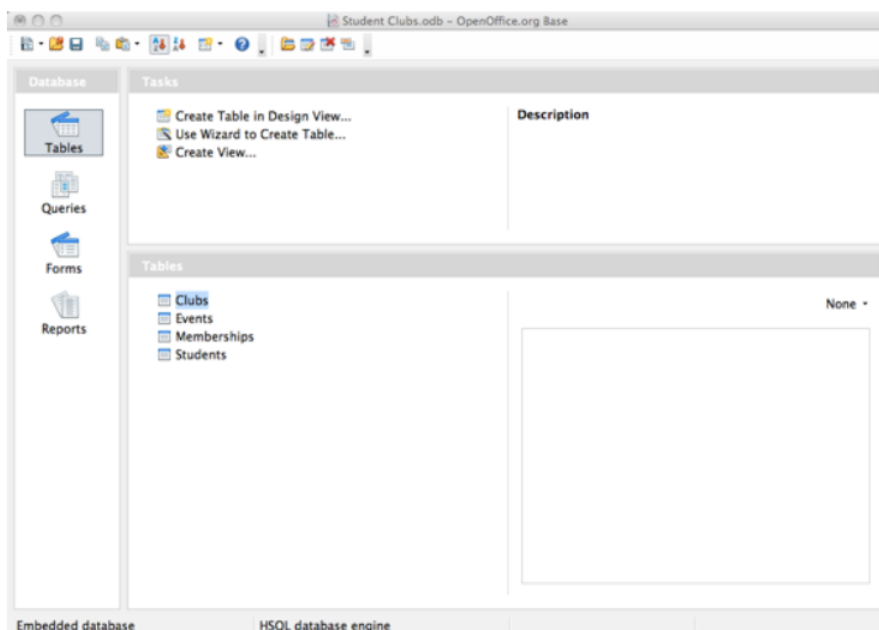 Student Clubs.odb - OpenOffice.org Base
Database
Tables
Queries
Forms
Reports
Tasks
Create Table in Design View...
Use Wizard to Create Table...
Create View...
Description
Tables
Clubs
Events
Memberships
Students
None
Embedded database
HSQL database engine